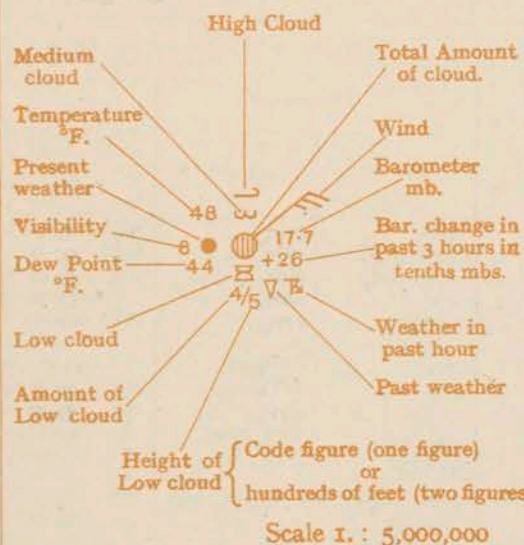 High Cloud
Medium
cloud
Total Amount
of cloud.
Temperature
°F.
Wind
Present
weather
Barometer
mb.
48
Visibility
8
17·7
Bar. change in
past 3 hours in
tenths mbs.
Dew Point
°F.
44
+26
4/5
Low cloud
Weather in
past hour
Amount of
Low cloud
Past weather
Height of
Low cloud
Code figure (one figure)
or
hundreds of feet (two figures
Scale 1. : 5,000,000